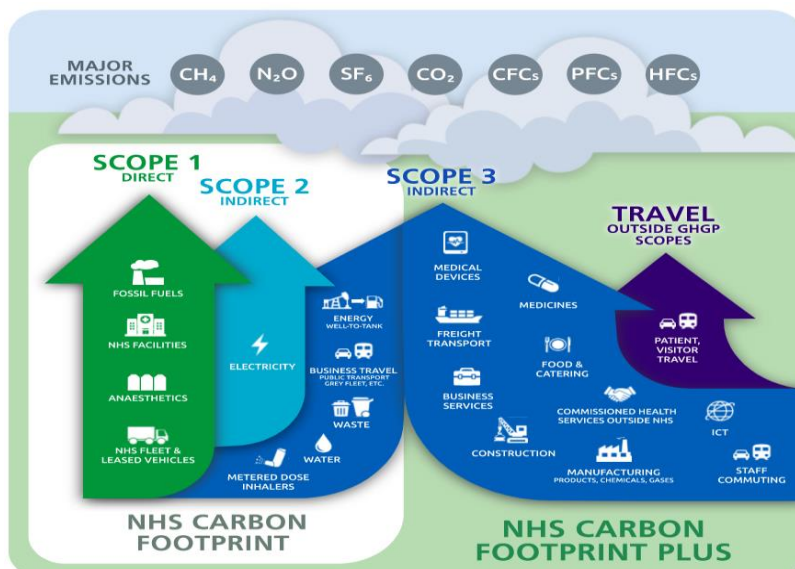 MAJOR
EMISSIONS
CH₄
N₂O
SF₆
CO₂
CFCs
PFCs
HFCs
SCOPE 1
DIRECT
SCOPE 2
INDIRECT
SCOPE 3
INDIRECT
TRAVEL
OUTSIDE GHGP
SCOPES
FOSSIL FUELS
NHS FACILITIES
ANAESTHETICS
NHS FLEET &
LEASED VEHICLES
ELECTRICITY
ENERGY
WELL-TO-TANK
BUSINESS TRAVEL
PUBLIC TRANSPORT
GREY FLEET, ETC.
WASTE
WATER
METERED DOSE
INHALERS
MEDICAL
DEVICES
MEDICINES
FREIGHT
TRANSPORT
FOOD &
CATERING
BUSINESS
SERVICES
COMMISSIONED HEALTH
SERVICES OUTSIDE NHS
CONSTRUCTION
MANUFACTURING
PRODUCTS, CHEMICALS, GASES
ICT
STAFF
COMMUTING
PATIENT,
VISITOR
TRAVEL
NHS CARBON
FOOTPRINT
NHS CARBON
FOOTPRINT PLUS